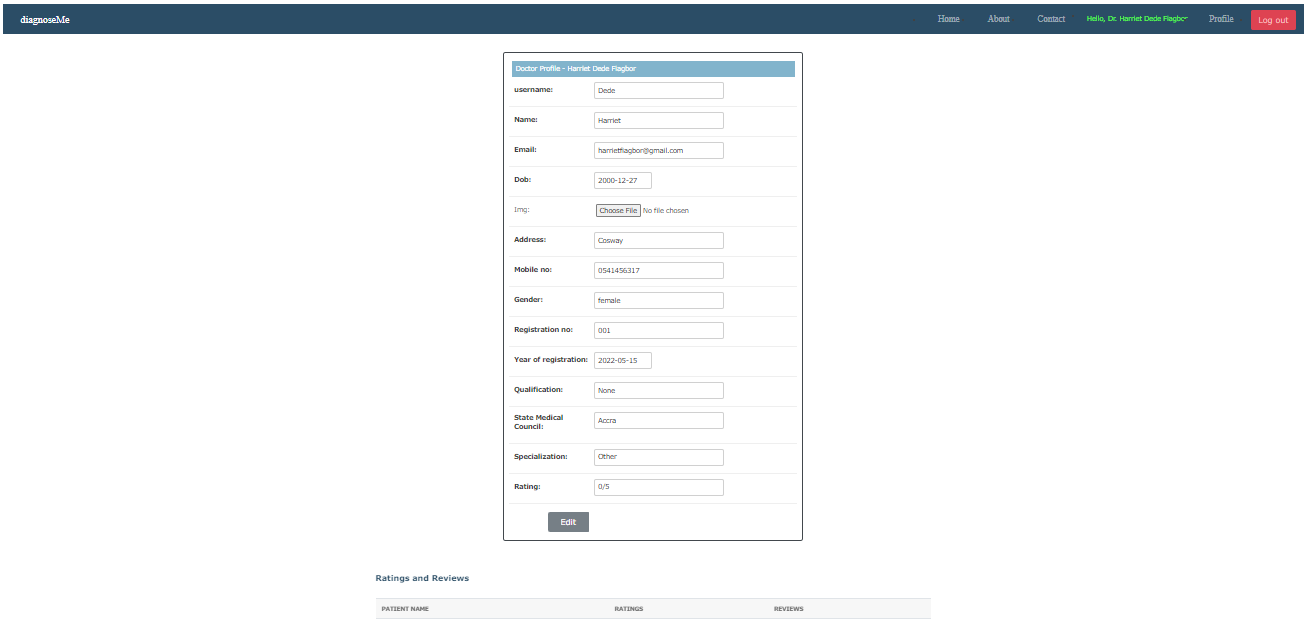 diagnoseMe Home About Contact Hello, Dr. Harriet Dede Fiagbor Profile Log out
Doctor Profile - Harriet Dede Fiagbor
username: Dede
Name: Harriet
Email: harrietfiagbor@gmail.com
Dob: 2000-12-27
Img: Choose File No file chosen
Address: Cosway
Mobile no: 0541456317
Gender: female
Registration no: 001
Year of registration: 2022-05-15
Qualification: None
State Medical
Council: Accra
Specialization: Other
Rating: 0/5
Edit
Ratings and Reviews
PATIENT NAME RATINGS REVIEWS